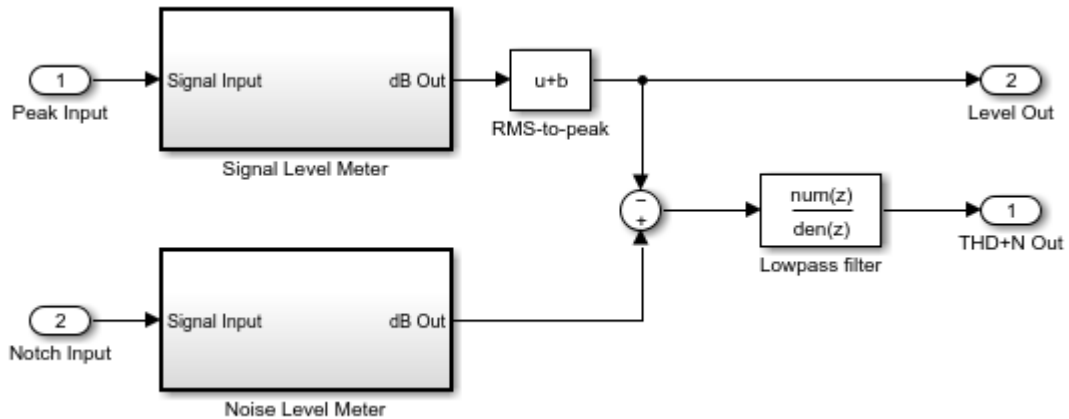 1
Peak Input
Signal Input
dB Out
Signal Level Meter
u+b
RMS-to-peak
2
Level Out
−
+
num(z)
den(z)
Lowpass filter
1
THD+N Out
2
Notch Input
Signal Input
dB Out
Noise Level Meter